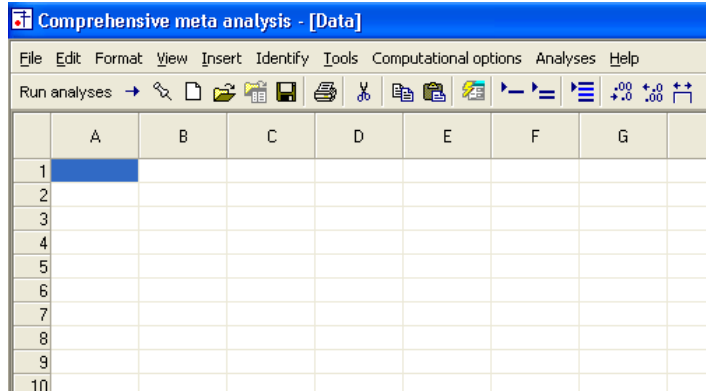 Comprehensive meta analysis - [Data]
File Edit Format View Insert Identify Tools Computational options Analyses Help
Run analyses
A B C D E F G
1
2
3
4
5
6
7
8
9
10